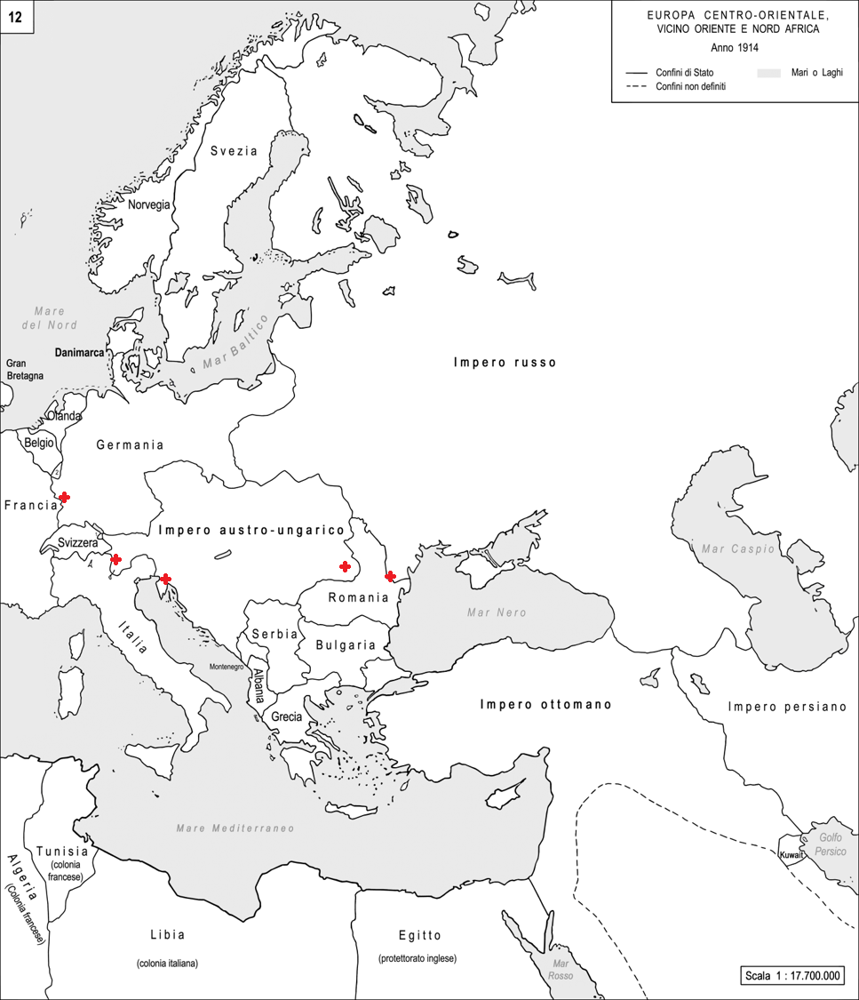 12
EUROPA CENTRO-ORIENTALE,
VICINO ORIENTE E NORD AFRICA
Anno 1914
Confini di Stato
Mari o Laghi
Confini non definiti
Svezia
Norvegia
Mare
del Nord
Mar Baltico
Danimarca
Gran
Bretagna
Impero russo
Olanda
Belgio
Germania
2
Francia
Svizzera
Impero austro-ungarico
Mar Caspio
Romania
Mar Nero
Italia
Serbia
Bulgaria
Montenegro
Albania
Grecia
Impero ottomano
Impero persiano
Mare Mediterraneo
Golfo
Persico
Kuwait
Tunisia
(colonia
francese)
Algeria
(Colonia francese)
Libia
(colonia italiana)
Egitto
(protettorato inglese)
Mar
Rosso
Scala 1 : 17.700.000